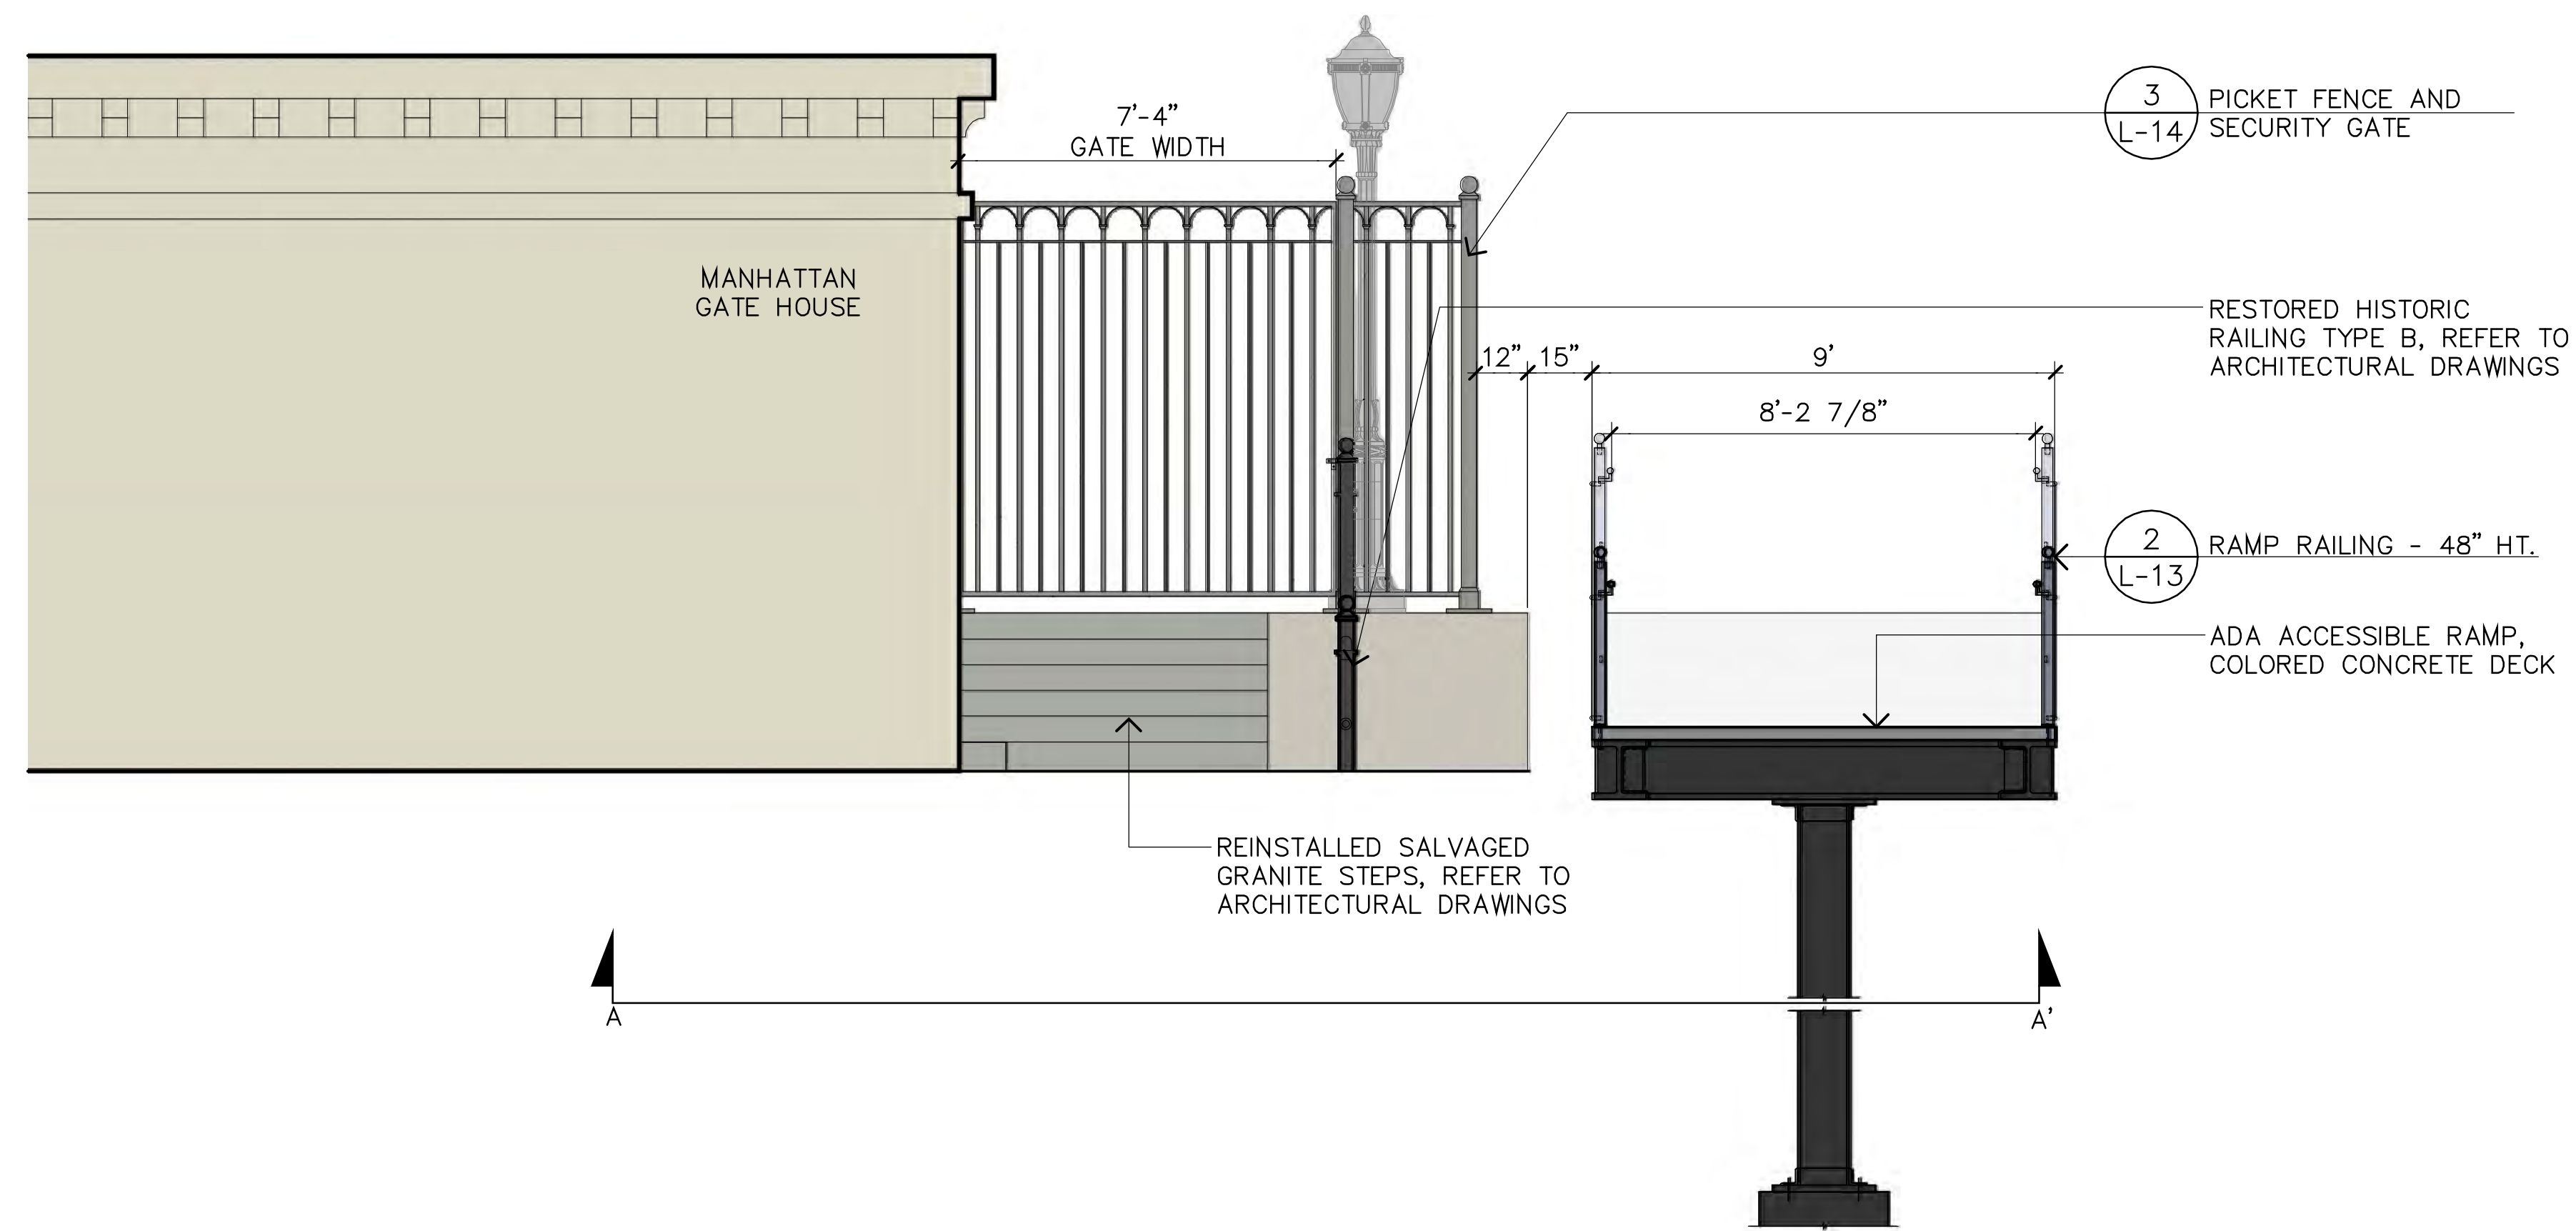 7'-4"
GATE WIDTH
3
L-14
PICKET FENCE AND
SECURITY GATE
MANHATTAN
GATE HOUSE
RESTORED HISTORIC
RAILING TYPE B, REFER TO
ARCHITECTURAL DRAWINGS
12" 15" 9'
8'-2 7/8"
2
L-13
RAMP RAILING - 48" HT.
ADA ACCESSIBLE RAMP,
COLORED CONCRETE DECK
REINSTALLED SALVAGED
GRANITE STEPS, REFER TO
ARCHITECTURAL DRAWINGS
A A'